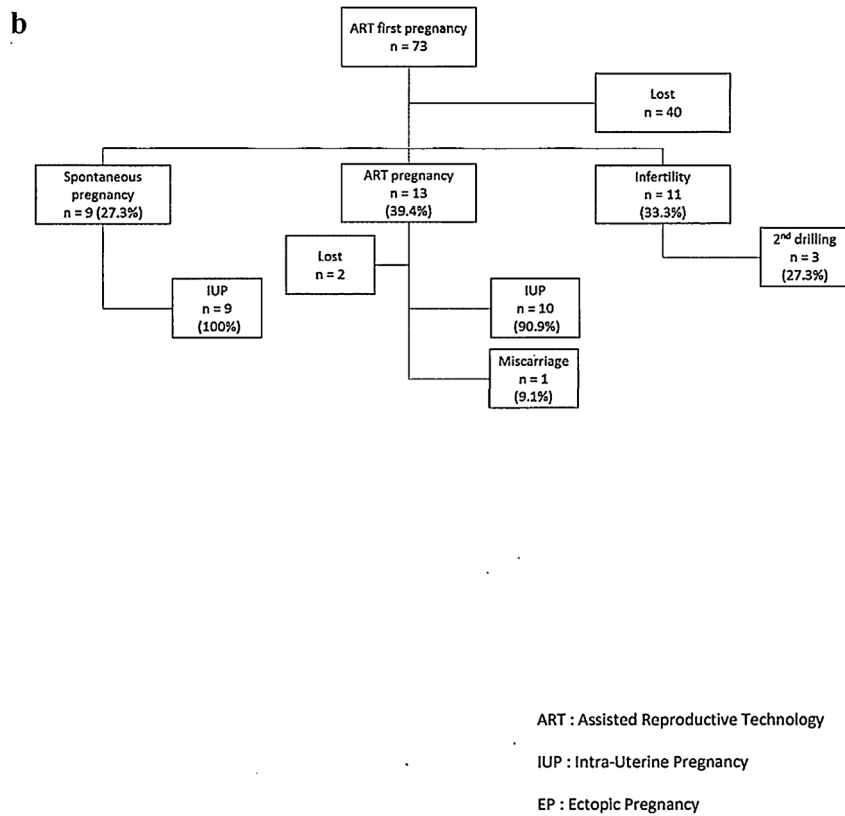 b
ART first pregnancy
n = 73
Lost
n = 40
Spontaneous
pregnancy
n = 9 (27.3%)
ART pregnancy
n = 13
(39.4%)
Infertility
n = 11
(33.3%)
2nd drilling
n = 3
(27.3%)
Lost
n = 2
IUP
n = 9
(100%)
IUP
n = 10
(90.9%)
Miscarriage
n = 1
(9.1%)
ART : Assisted Reproductive Technology
IUP : Intra-Uterine Pregnancy
EP : Ectopic Pregnancy